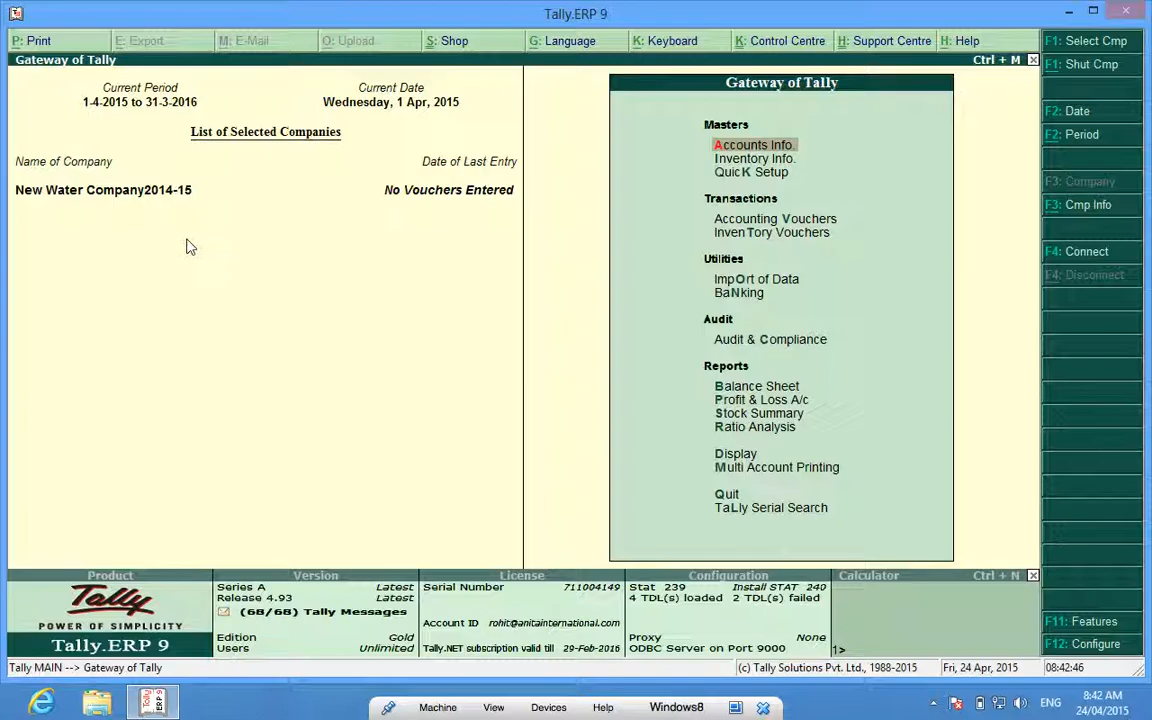 Tally.ERP 9
P: Print
E: Export
M: E-Mail
O: Upload
S: Shop
G: Language
K: Keyboard
K: Control Centre
H: Support Centre
H: Help
F1: Select Cmp
F1: Shut Cmp
F2: Date
F2: Period
F3: Company
F3: Cmp Info
F4: Connect
F4: Disconnect
F11: Features
F12: Configure
Gateway of Tally
Ctrl + M
Current Period
1-4-2015 to 31-3-2016
Current Date
Wednesday, 1 Apr, 2015
List of Selected Companies
Name of Company
Date of Last Entry
New Water Company2014-15
No Vouchers Entered
Gateway of Tally
Masters
Accounts Info.
Inventory Info.
QuicK Setup
Transactions
Accounting Vouchers
InvenTory Vouchers
Utilities
ImpOrt of Data
BaNking
Audit
Audit & Compliance
Reports
Balance Sheet
Profit & Loss A/c
Stock Summary
Ratio Analysis
Display
Multi Account Printing
Quit
TaLly Serial Search
Product
Tally
POWER OF SIMPLICITY
Tally.ERP 9
Version
Series A Latest
Release 4.93 Latest
(68/68) Tally Messages
Edition Gold
Users Unlimited
License
Serial Number 711004149
Account ID rohit@anitainternational.com
Tally.NET subscription valid till 29-Feb-2016
Configuration
Stat 239 Install STAT 240
4 TDL(s) loaded 2 TDL(s) failed
Proxy None
ODBC Server on Port 9000
Calculator
Ctrl + N
1>
Tally MAIN --> Gateway of Tally
(c) Tally Solutions Pvt. Ltd., 1988-2015
Fri, 24 Apr, 2015
08:42:46
Machine
View
Devices
Help
Windows8
ENG
8:42 AM
24/04/2015